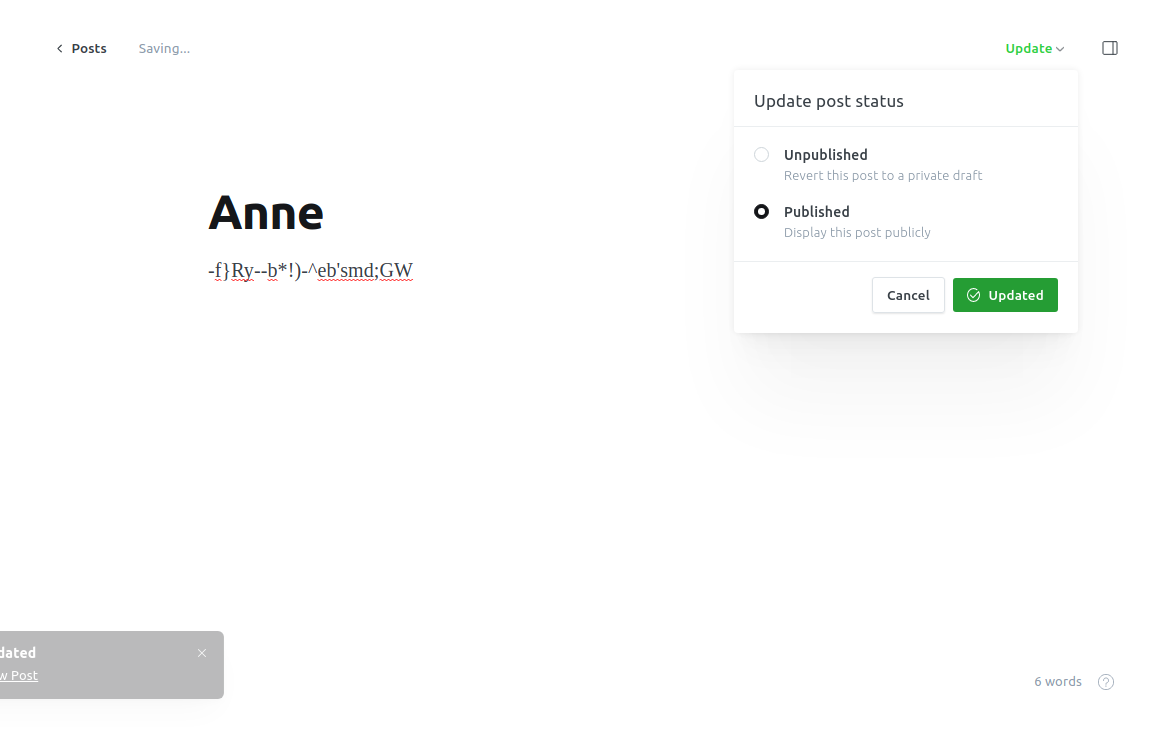 Posts
Saving...
Update
Update post status
Unpublished
Revert this post to a private draft
Published
Display this post publicly
Cancel
Updated
Anne
-f}Ry--b*!)-^eb'smd;GW
dated
w Post
6 words